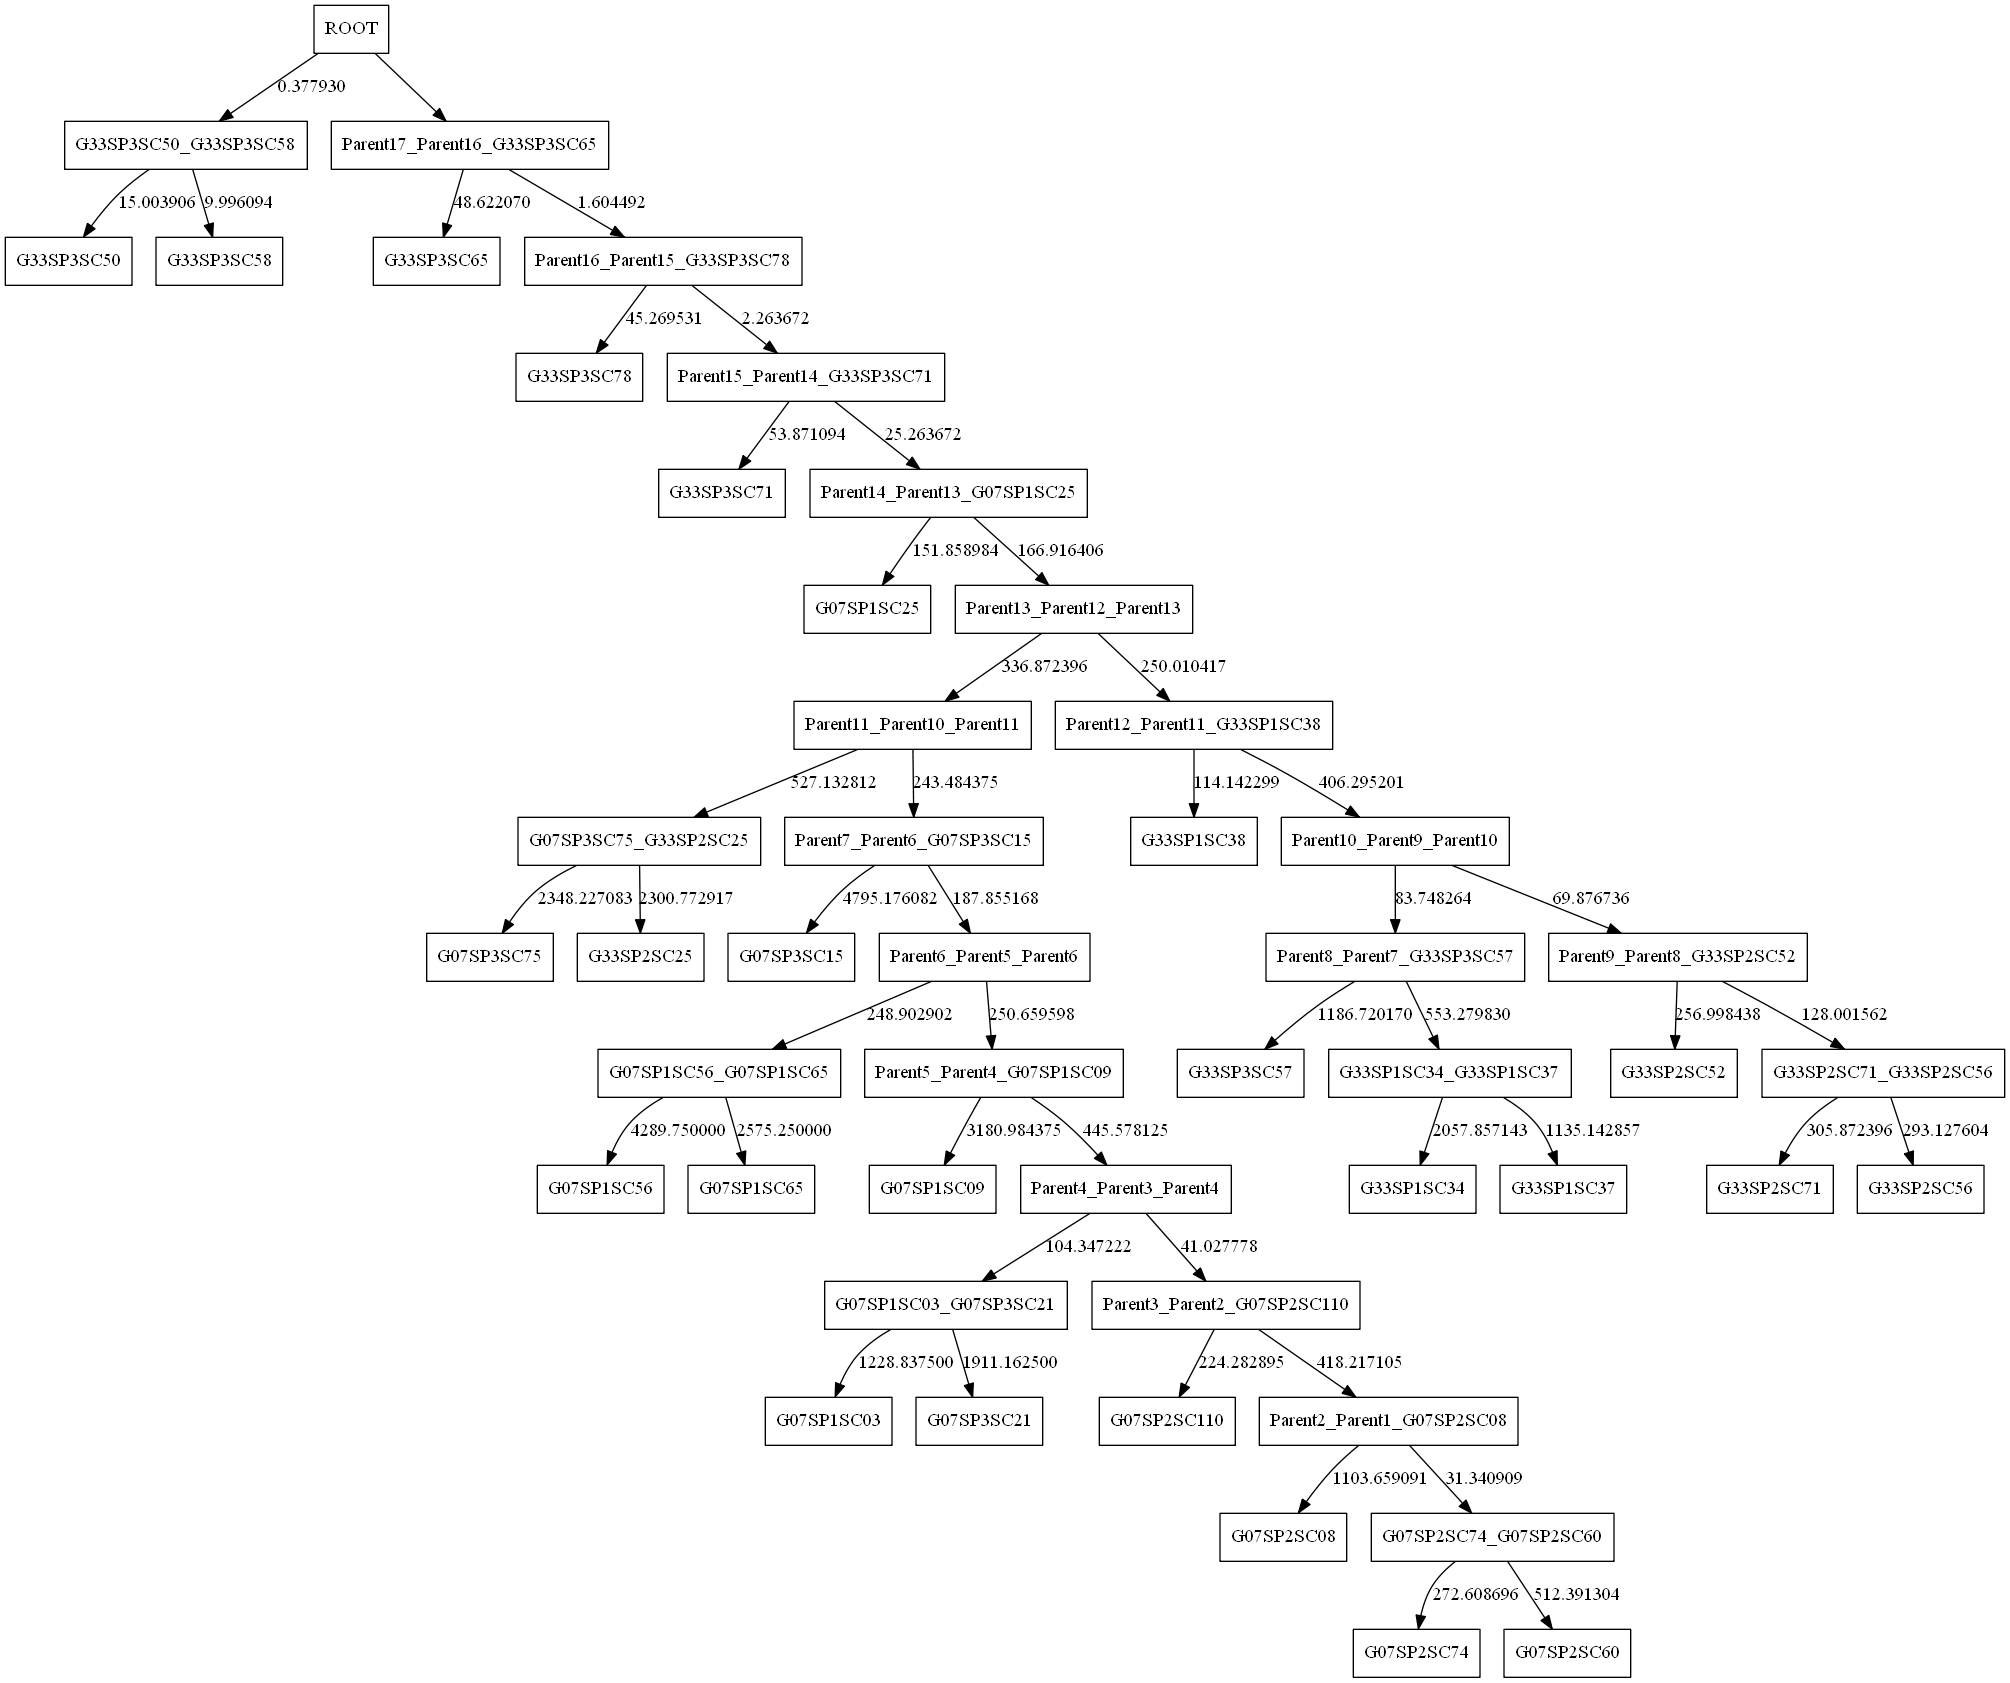 ROOT
0.377930
G33SP3SC50_G33SP3SC58
Parent17_Parent16_G33SP3SC65
15.003906
9.996094
48.622070
1.604492
G33SP3SC50
G33SP3SC58
G33SP3SC65
Parent16_Parent15_G33SP3SC78
45.269531
2.263672
G33SP3SC78
Parent15_Parent14_G33SP3SC71
53.871094
25.263672
G33SP3SC71
Parent14_Parent13_G07SP1SC25
151.858984
166.916406
G07SP1SC25
Parent13_Parent12_Parent13
336.872396
250.010417
Parent11_Parent10_Parent11
Parent12_Parent11_G33SP1SC38
527.132812
243.484375
114.142299
406.295201
G07SP3SC75_G33SP2SC25
Parent7_Parent6_G07SP3SC15
G33SP1SC38
Parent10_Parent9_Parent10
2348.227083
2300.772917
4795.176082
187.855168
83.748264
69.876736
G07SP3SC75
G33SP2SC25
G07SP3SC15
Parent6_Parent5_Parent6
Parent8_Parent7_G33SP3SC57
Parent9_Parent8_G33SP2SC52
248.902902
250.659598
1186.720170
553.279830
256.998438
128.001562
G07SP1SC56_G07SP1SC65
Parent5_Parent4_G07SP1SC09
G33SP3SC57
G33SP1SC34_G33SP1SC37
G33SP2SC52
G33SP2SC71_G33SP2SC56
4289.750000
2575.250000
3180.984375
445.578125
2057.857143
1135.142857
305.872396
293.127604
G07SP1SC56
G07SP1SC65
G07SP1SC09
Parent4_Parent3_Parent4
G33SP1SC34
G33SP1SC37
G33SP2SC71
G33SP2SC56
104.347222
41.027778
G07SP1SC03_G07SP3SC21
Parent3_Parent2_G07SP2SC110
1228.837500
1911.162500
224.282895
418.217105
G07SP1SC03
G07SP3SC21
G07SP2SC110
Parent2_Parent1_G07SP2SC08
1103.659091
31.340909
G07SP2SC08
G07SP2SC74_G07SP2SC60
272.608696
512.391304
G07SP2SC74
G07SP2SC60